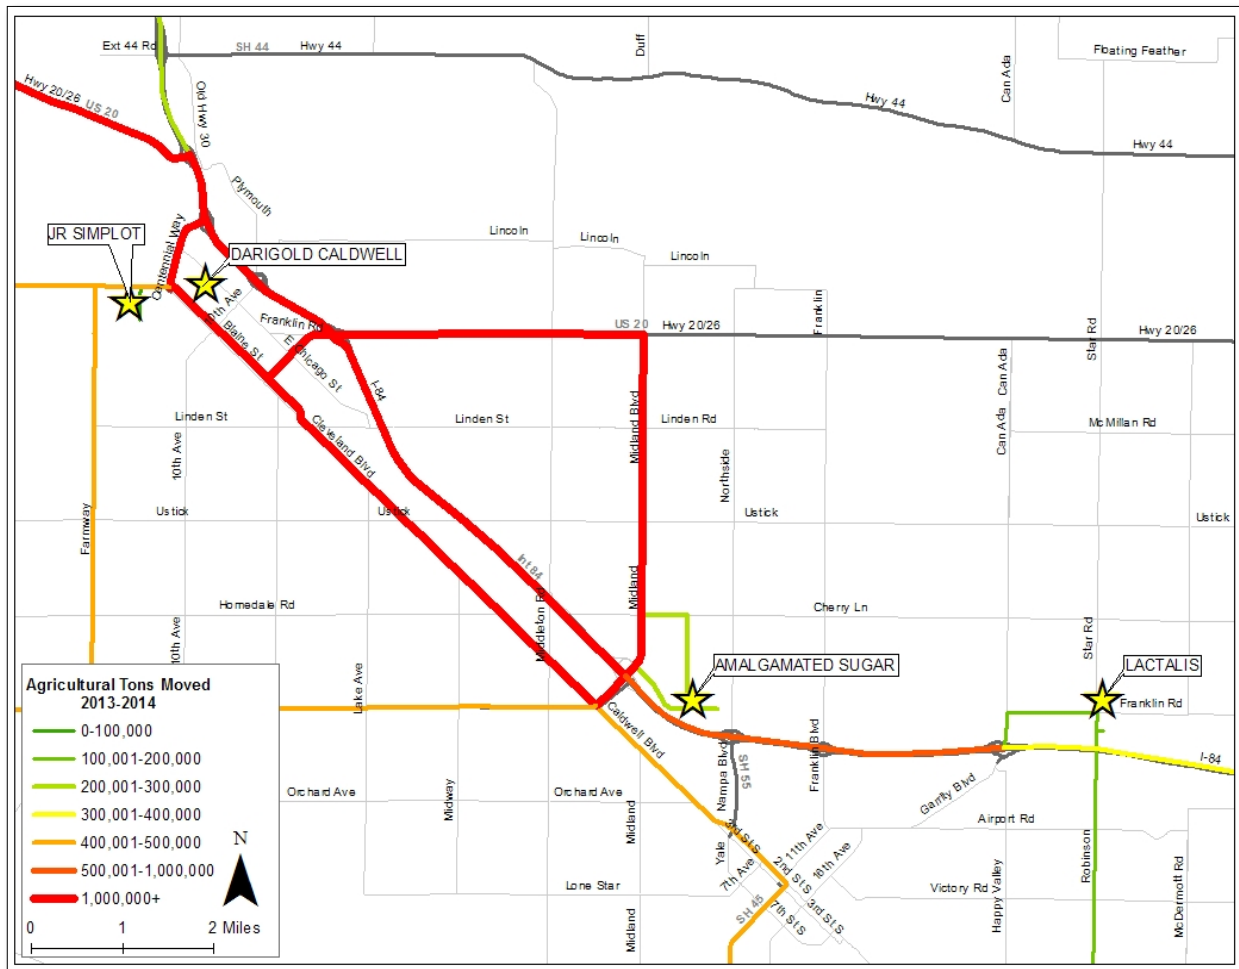 Ext 44 Rd
SH 44
Hwy 44
Duff
Can Ada
Floating Feather
Hwy 20/26
US 20
Old Hwy 30
Hwy 44
Hwy 44
Plymouth
JR SIMPLOT
Centennial Way
DARIGOLD CALDWELL
Lincoln
Lincoln
Lincoln
10th Ave
Franklin Rd
Blaine St
E Chicago St
I-84
US 20
Hwy 20/26
Franklin
Star Rd
Hwy 20/26
Can Ada
Linden St
Cleveland Blvd
Linden St
Midland Blvd
Linden Rd
Can Ada
McMillan Rd
10th Ave
Northside
Farmway
Ustick
Ustick
Ustick
Ustick
Int 84
Homedale Rd
Middleton Rd
Midland
Cherry Ln
10th Ave
Star Rd
AMALGAMATED SUGAR
LACTALIS
Lake Ave
Caldwell Blvd
Franklin Rd
Nampa Blvd
SH 55
Franklin Blvd
I-84
Garrity Blvd
Orchard Ave
Midway
Orchard Ave
Midland
Airport Rd
Yale
3rd St S
11th Ave
2nd St S
16th Ave
7th Ave
Robinson
Lone Star
Victory Rd
Happy Valley
McDermott Rd
SH 45
7th St S
3rd St S
Midland
Agricultural Tons Moved
2013-2014
0-100,000
100,001-200,000
200,001-300,000
300,001-400,000
400,001-500,000
500,001-1,000,000
1,000,000+
N
0 1 2 Miles